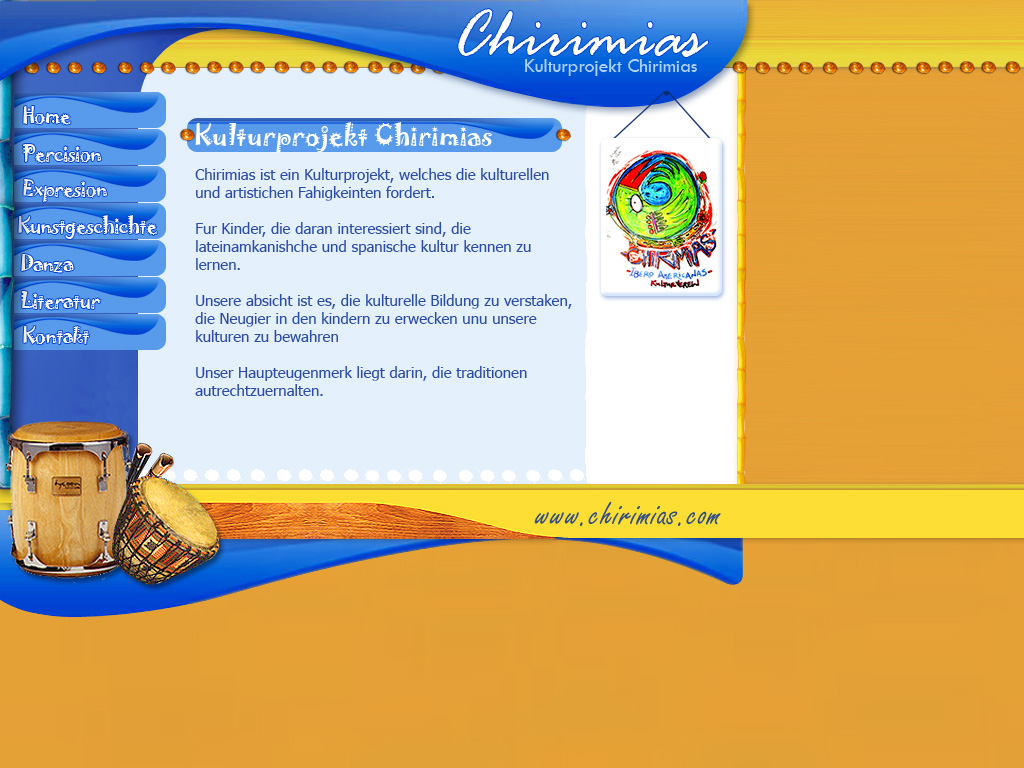 Chirimias
Kulturprojekt Chirimias
Home
Percision
Expresion
Kunstgeschichte
Danza
Literatur
Kontakt
Kulturprojekt Chirimias
Chirimias ist ein Kulturprojekt, welches die kulturellen
und artistichen Fahigkeinten fordert.
Fur Kinder, die daran interessiert sind, die
lateinamkanishche und spanische kultur kennen zu
lernen.
Unsere absicht ist es, die kulturelle Bildung zu verstaken,
die Neugier in den kindern zu erwecken unu unsere
kulturen zu bewahren
Unser Haupteugenmerk liegt darin, die traditionen
autrechtzuernalten.
CHIRIMIAS
IBERO AMERICANAS
KULTURVEREIN
tycoon
www.chirimias.com